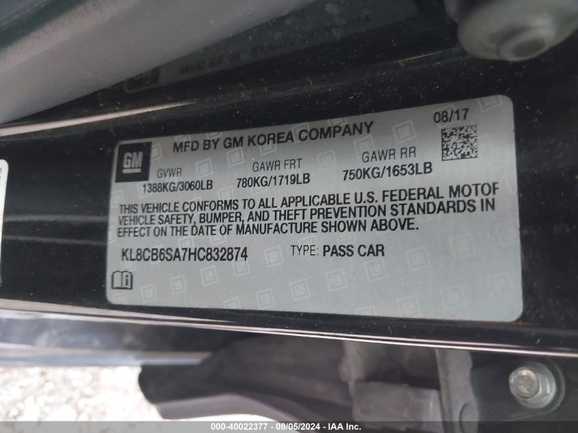 MFD BY GM KOREA COMPANY
08/17
GM
GVWR
GAWR FRT
GAWR RR
1388KG/3060LB
780KG/1719LB
750KG/1653LB
THIS VEHICLE CONFORMS TO ALL APPLICABLE U.S. FEDERAL MOTOR
VEHICLE SAFETY, BUMPER, AND THEFT PREVENTION STANDARDS IN
EFFECT ON THE DATE OF MANUFACTURE SHOWN ABOVE.
KL8CB6SA7HC832874
TYPE: PASS CAR
000-40022377 - 08/05/2024 - IAA Inc.